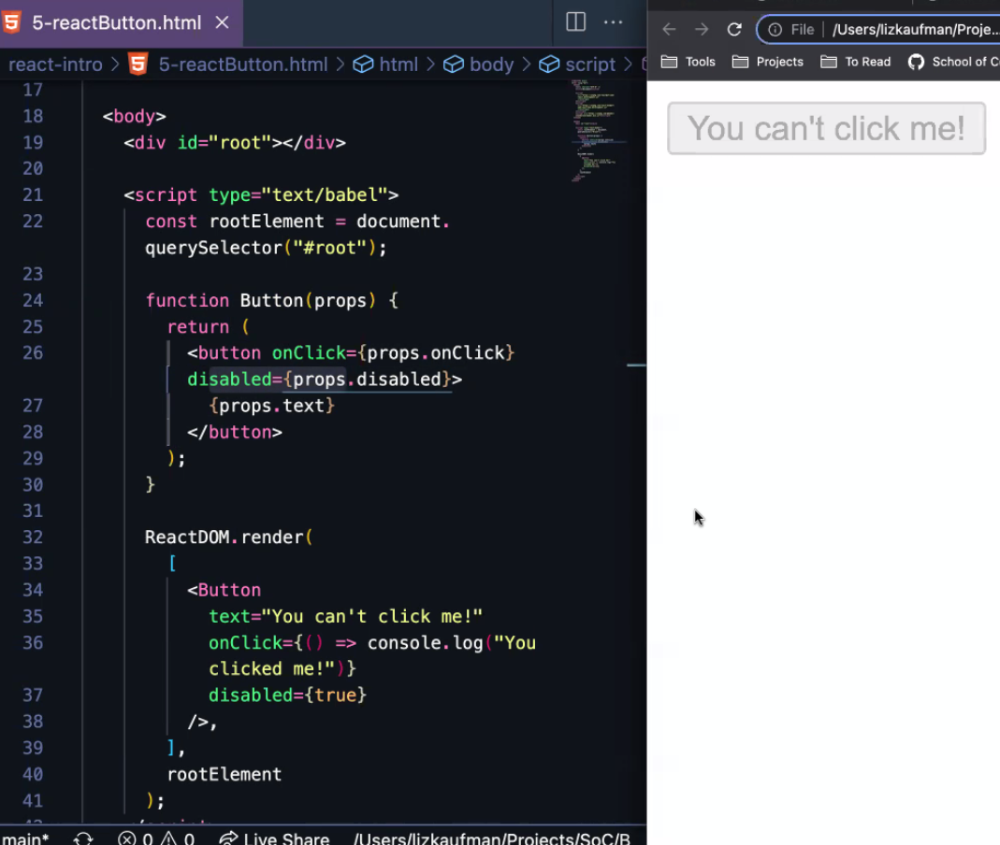 5-reactButton.html
react-intro > 5-reactButton.html > html > body > script >
17
18 <body>
19 <div id="root"></div>
20
21 <script type="text/babel">
22 const rootElement = document.
querySelector("#root");
23
24 function Button(props) {
25 return (
26 <button onClick={props.onClick}
disabled={props.disabled}>
27 {props.text}
28 </button>
29 );
30 }
31
32 ReactDOM.render(
33 [
34 <Button
35 text="You can't click me!"
36 onClick={() => console.log("You
clicked me!")}
37 disabled={true}
38 />,
39 ],
40 rootElement
41 );
main* 0 0 Live Share /Users/lizkaufman/Projects/SoC/B
File /Users/lizkaufman/Proje...
Tools Projects To Read School of C
You can't click me!